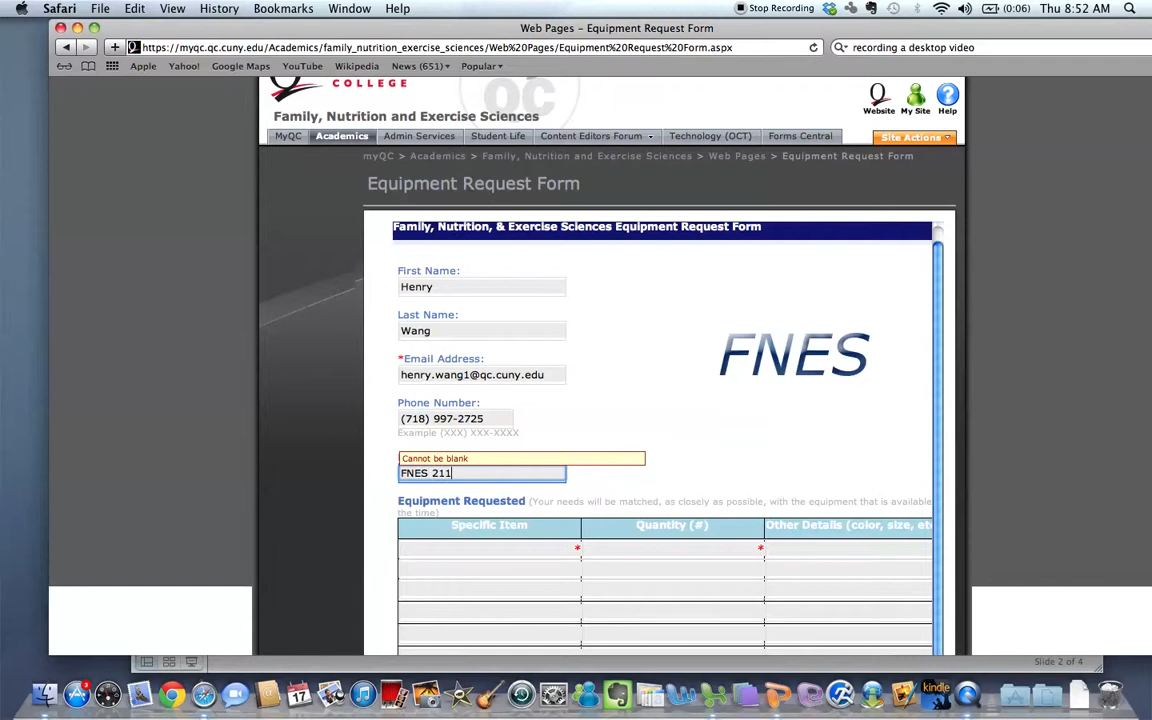 Safari File Edit View History Bookmarks Window Help Stop Recording (0:06) Thu 8:52 AM
Web Pages – Equipment Request Form
https://myqc.qc.cuny.edu/Academics/family_nutrition_exercise_sciences/Web%20Pages/Equipment%20Request%20Form.aspx recording a desktop video
Apple Yahoo! Google Maps YouTube Wikipedia News (651) Popular
COLLEGE
QC
Family, Nutrition and Exercise Sciences
Website My Site Help
MyQC Academics Admin Services Student Life Content Editors Forum Technology (OCT) Forms Central Site Actions
myQC > Academics > Family, Nutrition and Exercise Sciences > Web Pages > Equipment Request Form
Equipment Request Form
Family, Nutrition, & Exercise Sciences Equipment Request Form
First Name:
Henry
Last Name:
Wang
FNES
*Email Address:
henry.wang1@qc.cuny.edu
Phone Number:
(718) 997-2725
Example (XXX) XXX-XXXX
Cannot be blank
FNES 211
Equipment Requested (Your needs will be matched, as closely as possible, with the equipment that is available
the time)
Specific Item Quantity (#) Other Details (color, size, etc
* *
Slide 2 of 4
3 17 kindle